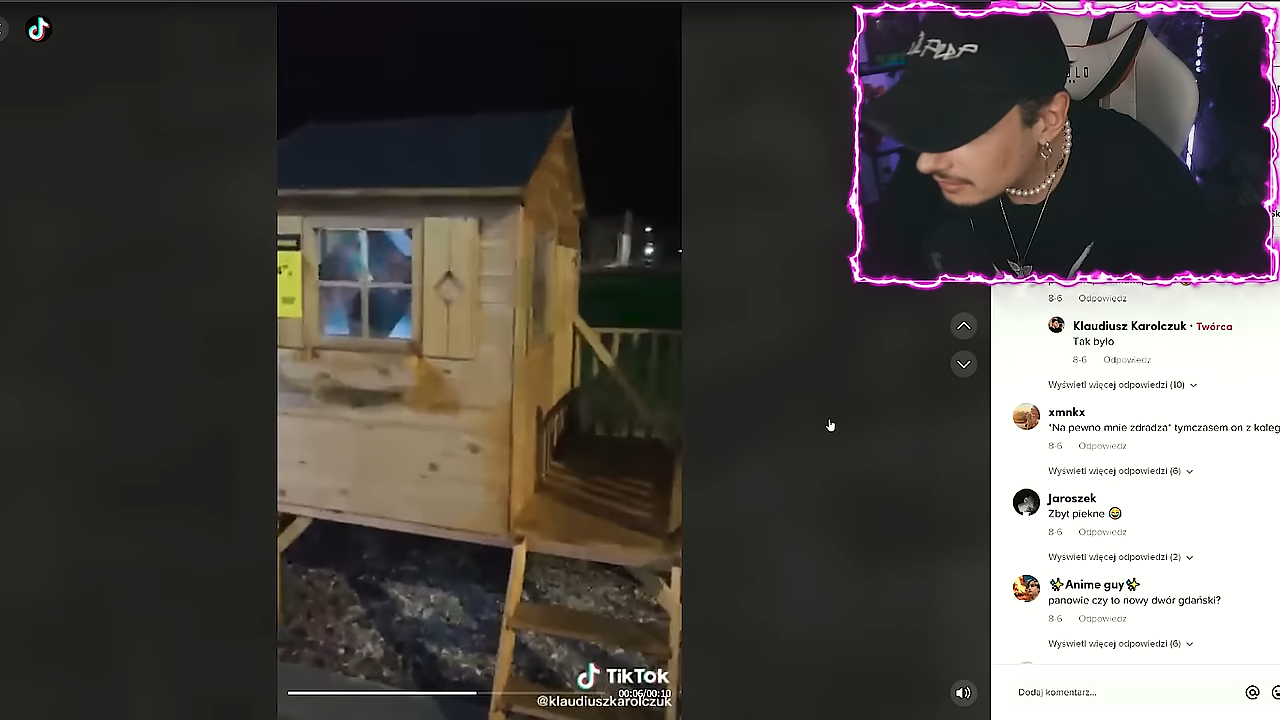 8-6 Odpowiedz
Klaudiusz Karolczuk · Twórca
Tak bylo
8-6 Odpowiedz
Wyświetl więcej odpowiedzi (10)
xmnkx
"Na pewno mnie zdradza" tymczasem on z koleg
8-6 Odpowiedz
Wyświetl więcej odpowiedzi (6)
Jaroszek
Zbyt piekne 😅
8-6 Odpowiedz
Wyświetl więcej odpowiedzi (2)
✨Anime guy✨
panowie czy to nowy dwór gdański?
8-6 Odpowiedz
Wyświetl więcej odpowiedzi (6)
Dodaj komentarz...
TikTok
00:06/00:10
@klaudiuszkarolczuk